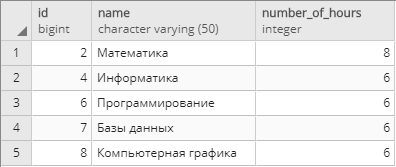 id name number_of_hours
bigint character varying (50) integer
1 2 Математика 8
2 4 Информатика 6
3 6 Программирование 6
4 7 Базы данных 6
5 8 Компьютерная графика 6